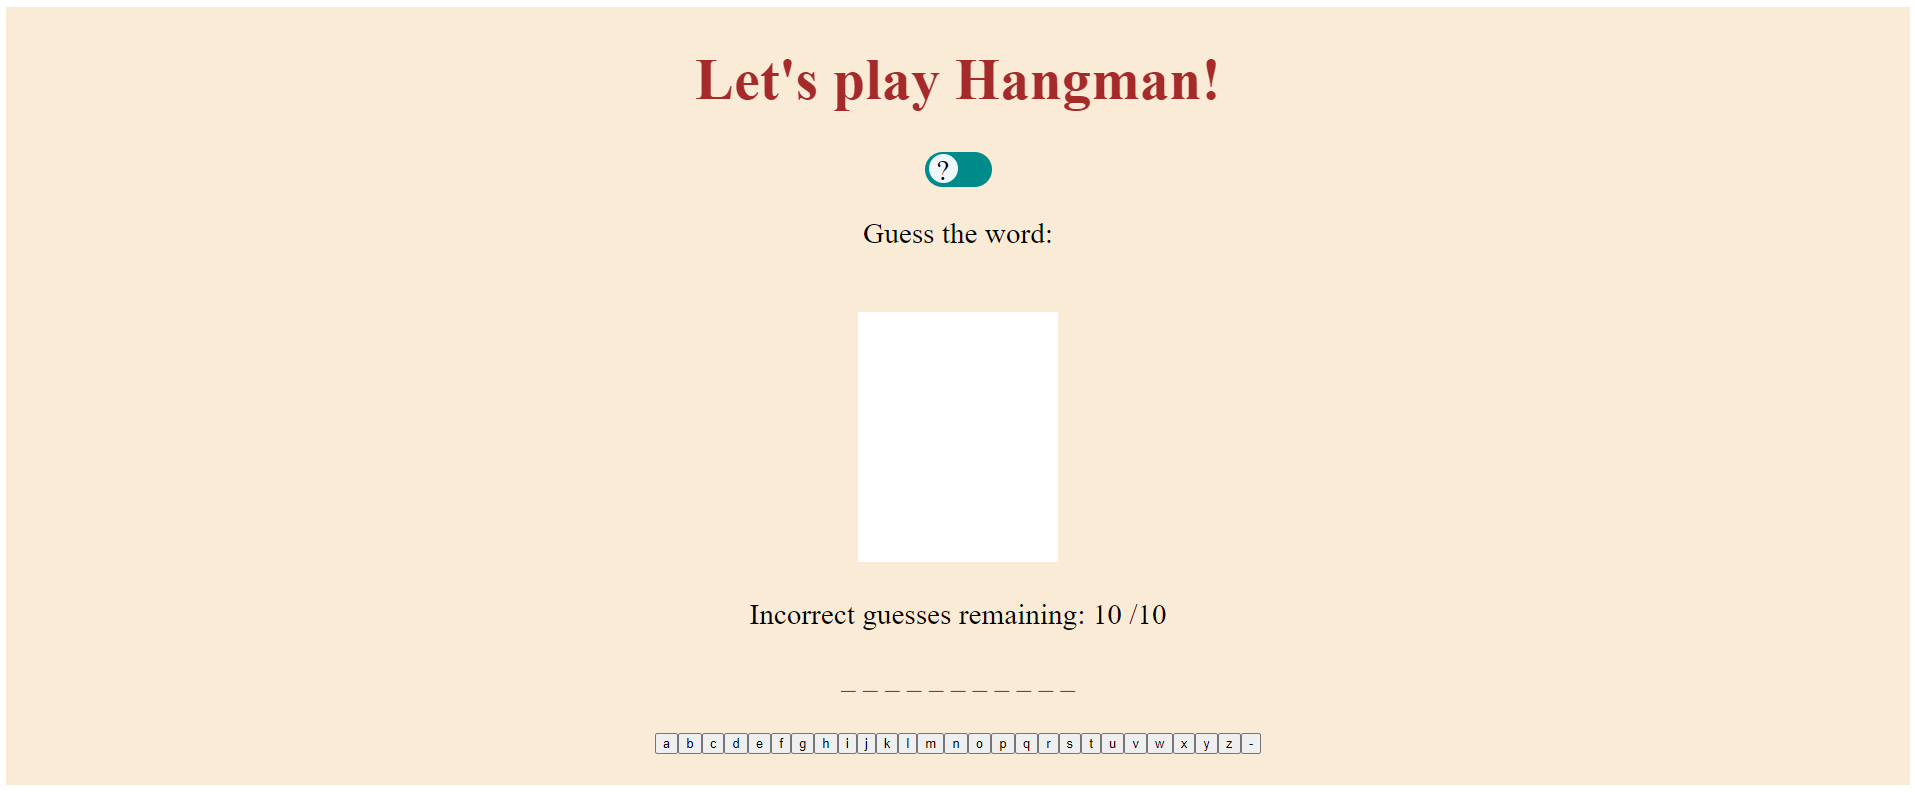 Let's play Hangman!
?
Guess the word:
Incorrect guesses remaining: 10 /10
_ _ _ _ _ _ _ _ _ _ _
a b c d e f g h i j k l m n o p q r s t u v w x y z -